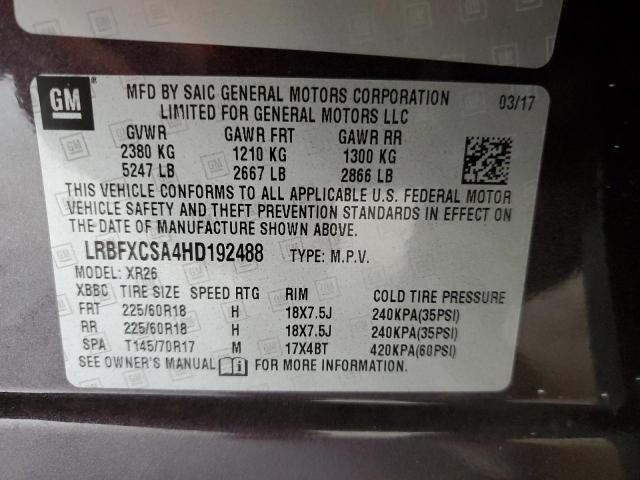 GM
MFD BY SAIC GENERAL MOTORS CORPORATION 03/17
LIMITED FOR GENERAL MOTORS LLC
GVWR GAWR FRT GAWR RR
2380 KG 1210 KG 1300 KG
5247 LB 2667 LB 2866 LB
THIS VEHICLE CONFORMS TO ALL APPLICABLE U.S. FEDERAL MOTOR
VEHICLE SAFETY AND THEFT PREVENTION STANDARDS IN EFFECT ON
THE DATE OF MANUFACTURE SHOWN ABOVE.
LRBFXCSA4HD192488 TYPE: M.P.V.
MODEL: XR26
XBBC TIRE SIZE SPEED RTG RIM COLD TIRE PRESSURE
FRT 225/60R18 H 18X7.5J 240KPA(35PSI)
RR 225/60R18 H 18X7.5J 240KPA(35PSI)
SPA T145/70R17 M 17X4BT 420KPA(60PSI)
SEE OWNER'S MANUAL FOR MORE INFORMATION.